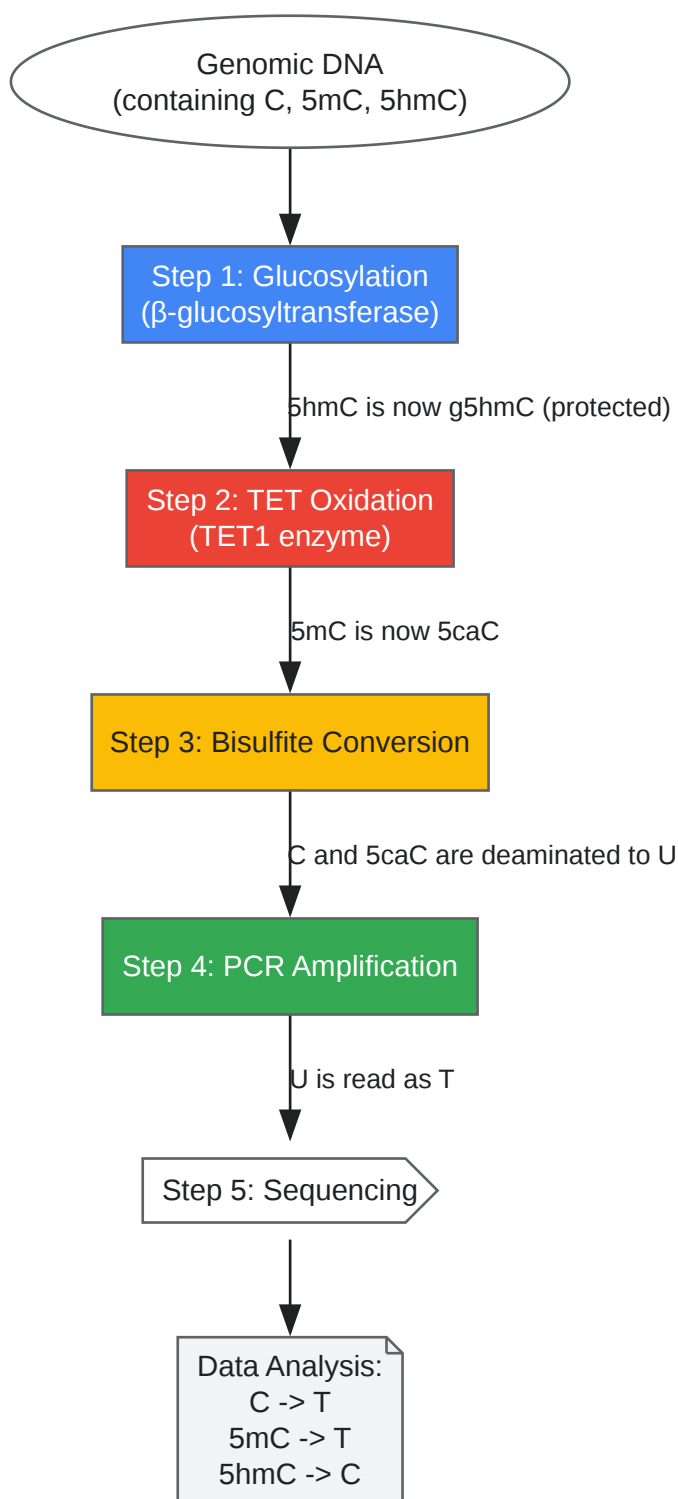 Genomic DNA
(containing C, 5mC, 5hmC)
Step 1: Glucosylation
(β-glucosyltransferase)
5hmC is now g5hmC (protected)
Step 2: TET Oxidation
(TET1 enzyme)
5mC is now 5caC
Step 3: Bisulfite Conversion
C and 5caC are deaminated to U
Step 4: PCR Amplification
U is read as T
Step 5: Sequencing
Data Analysis:
C -> T
5mC -> T
5hmC -> C